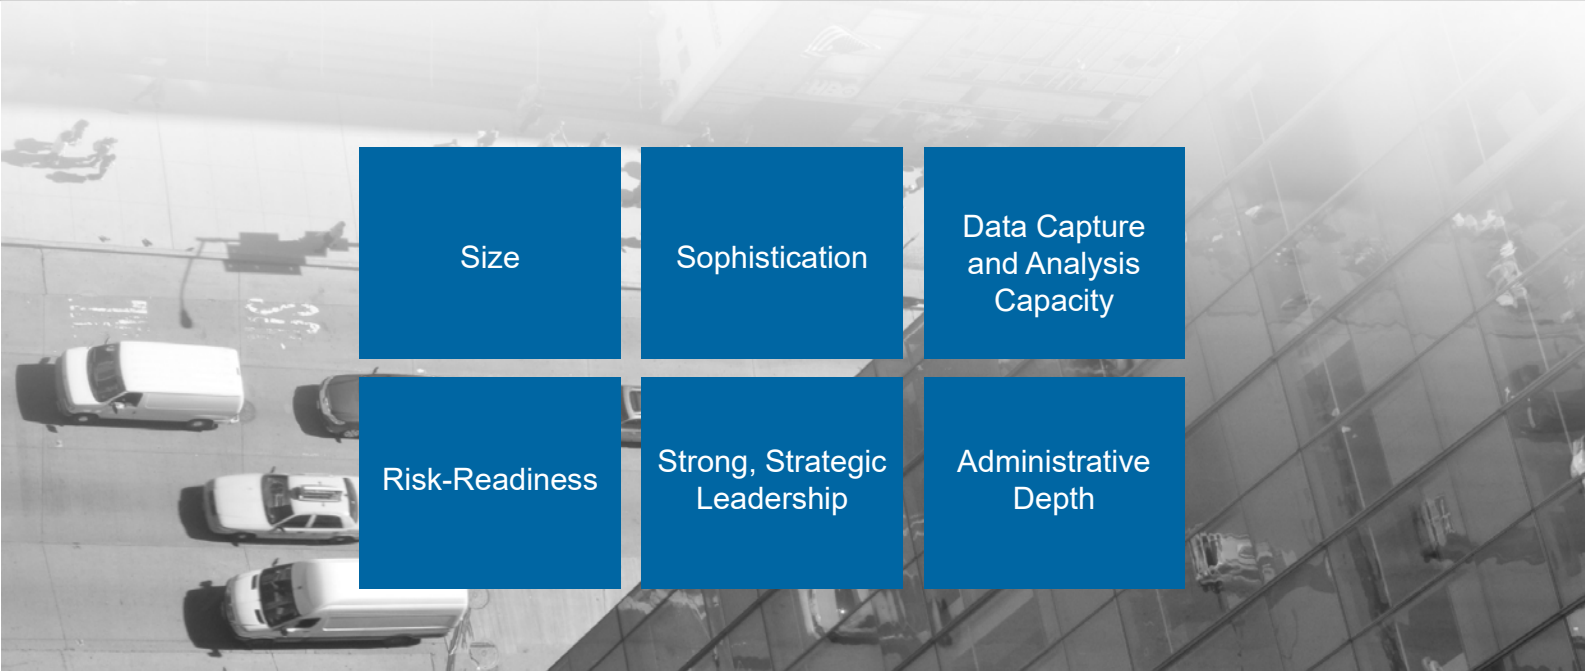 Size
Sophistication
Data Capture
and Analysis
Capacity
Risk-Readiness
Strong, Strategic
Leadership
Administrative
Depth